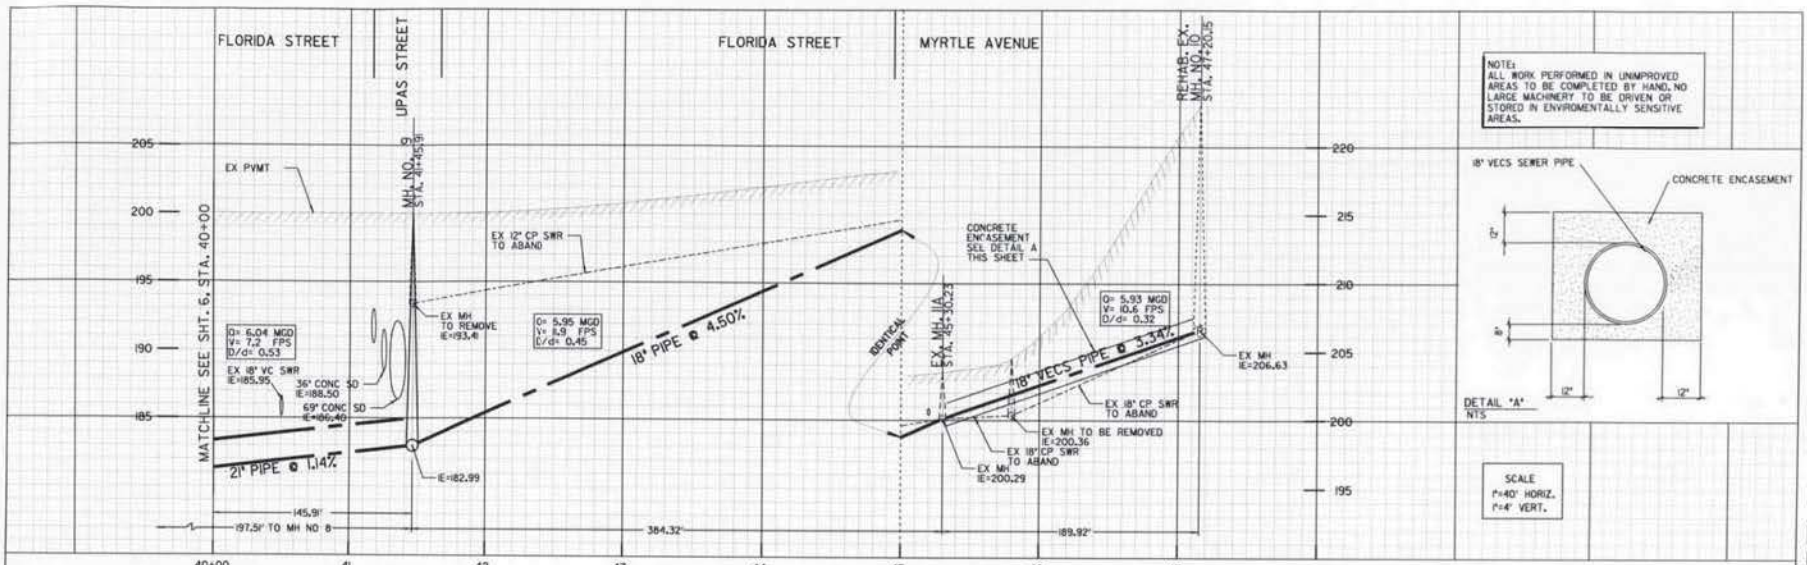 FLORIDA STREET
UPAS STREET
FLORIDA STREET
MYRTLE AVENUE
REHAB. EX.
MH. NO. 10
STA. 47+20.15
NOTE:
ALL WORK PERFORMED IN UNIMPROVED
AREAS TO BE COMPLETED BY HAND. NO
LARGE MACHINERY TO BE DRIVEN OR
STORED IN ENVIROMENTALLY SENSITIVE
AREAS.
205
200
195
190
185
EX PVMT
MH. NO. 9
STA. 41+45.91
MATCHLINE SEE SHT. 6, STA. 40+00
EX 12" CP SWR
TO ABAND
EX MH
TO REMOVE
IE=193.41
Q= 6.04 MGD
V= 7.2 FPS
D/d= 0.53
Q= 5.95 MGD
V= 11.9 FPS
D/d= 0.45
18" PIPE @ 4.50%
EX 18" VC SWR
IE=185.95
36" CONC SD
IE=188.50
69" CONC SD
IE=186.40
21" PIPE @ 1.14%
IE=182.99
145.91'
197.51' TO MH NO 8
384.32'
189.92'
IDENTICAL
POINT
CONCRETE
ENCASEMENT
SEE DETAIL A
THIS SHEET
EX. MH. 11A
STA. 45+30.23
Q= 5.93 MGD
V= 10.6 FPS
D/d= 0.32
18" VECS PIPE @ 3.34%
EX MH
IE=206.63
EX 18" CP SWR
TO ABAND
EX MH TO BE REMOVED
IE=200.36
EX 18" CP SWR
TO ABAND
EX MH
IE=200.29
220
215
210
205
200
195
18" VECS SEWER PIPE
CONCRETE ENCASEMENT
12"
8"
12"
12"
DETAIL "A"
NTS
SCALE
1"=40' HORIZ.
1"=4' VERT.
40+00
41